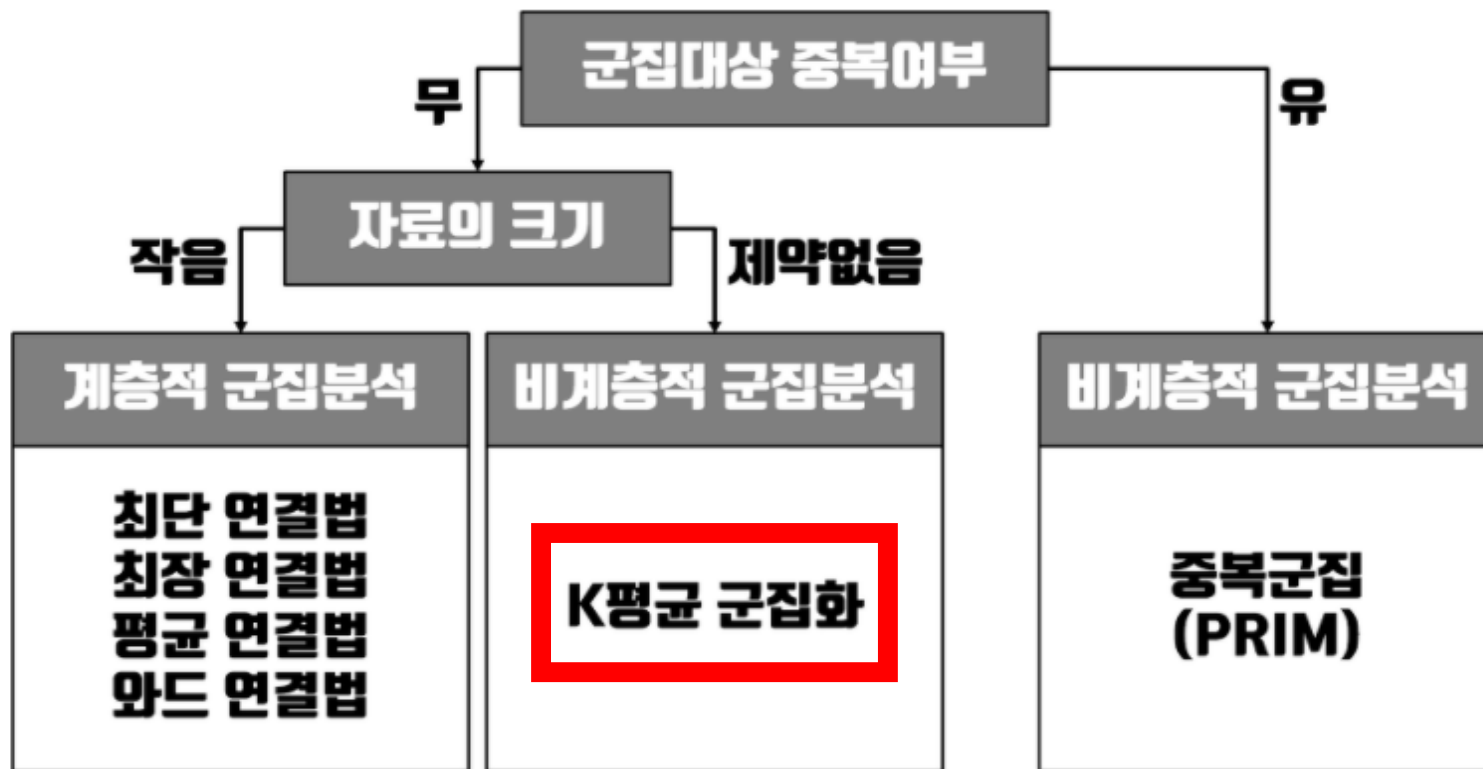 군집대상 중복여부
무
유
자료의 크기
작음
제약없음
계층적 군집분석
최단 연결법
최장 연결법
평균 연결법
와드 연결법
비계층적 군집분석
K평균 군집화
비계층적 군집분석
중복군집
(PRIM)